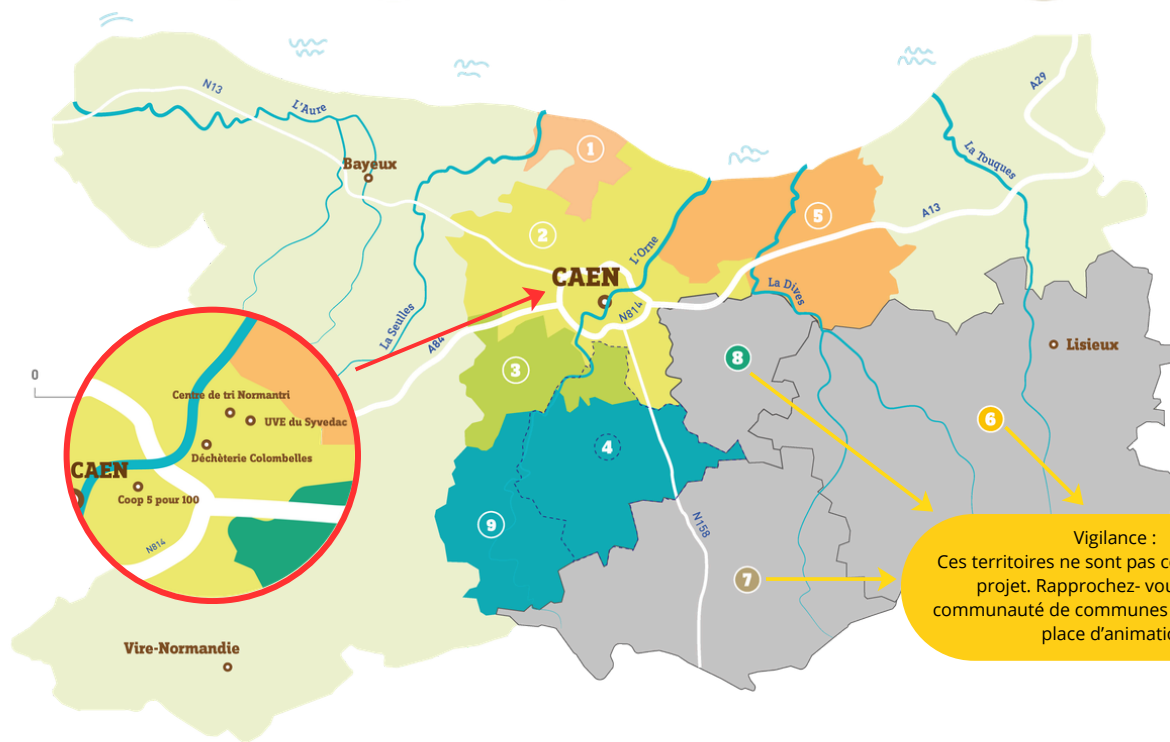 N13
L'Aure
Bayeux
A29
La Touques
1
A13
5
2
L'Orne
CAEN
La Dives
N814
La Seulles
A84
3
8
Lisieux
0
6
4
Centre de tri Normantri
UVE du Syvedac
Déchèterie Colombelles
CAEN
Coop 5 pour 100
N814
9
N158
7
Vigilance :
Ces territoires ne sont pas
projet. Rapprochez- 
communauté de communes
place
Vire-Normandie